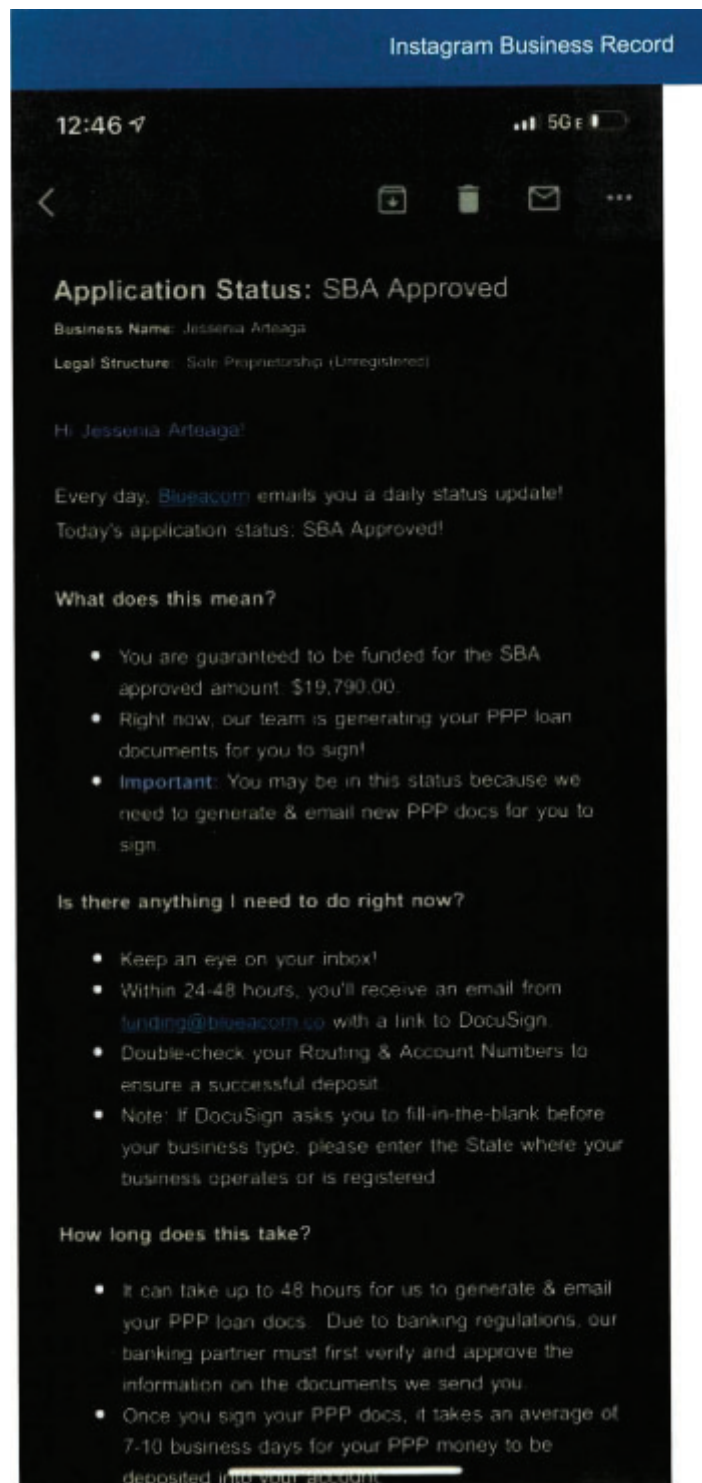 Instagram Business Record
12:46
5G E
Application Status: SBA Approved
Business Name: Jessenia Arteaga
Legal Structure: Sole Proprietorship (Unregistered)
Hi Jessenia Arteaga!
Every day, Blueacorn emails you a daily status update!
Today's application status: SBA Approved!
What does this mean?
• You are guaranteed to be funded for the SBA
approved amount: $19,790.00.
• Right now, our team is generating your PPP loan
documents for you to sign!
• Important: You may be in this status because we
need to generate & email new PPP docs for you to
sign.
Is there anything I need to do right now?
• Keep an eye on your inbox!
• Within 24-48 hours, you'll receive an email from
funding@blueacorn.co with a link to DocuSign.
• Double-check your Routing & Account Numbers to
ensure a successful deposit.
• Note: If DocuSign asks you to fill-in-the-blank before
your business type, please enter the State where your
business operates or is registered.
How long does this take?
• It can take up to 48 hours for us to generate & email
your PPP loan docs. Due to banking regulations, our
banking partner must first verify and approve the
information on the documents we send you.
• Once you sign your PPP docs, it takes an average of
7-10 business days for your PPP money to be
deposited into your account.